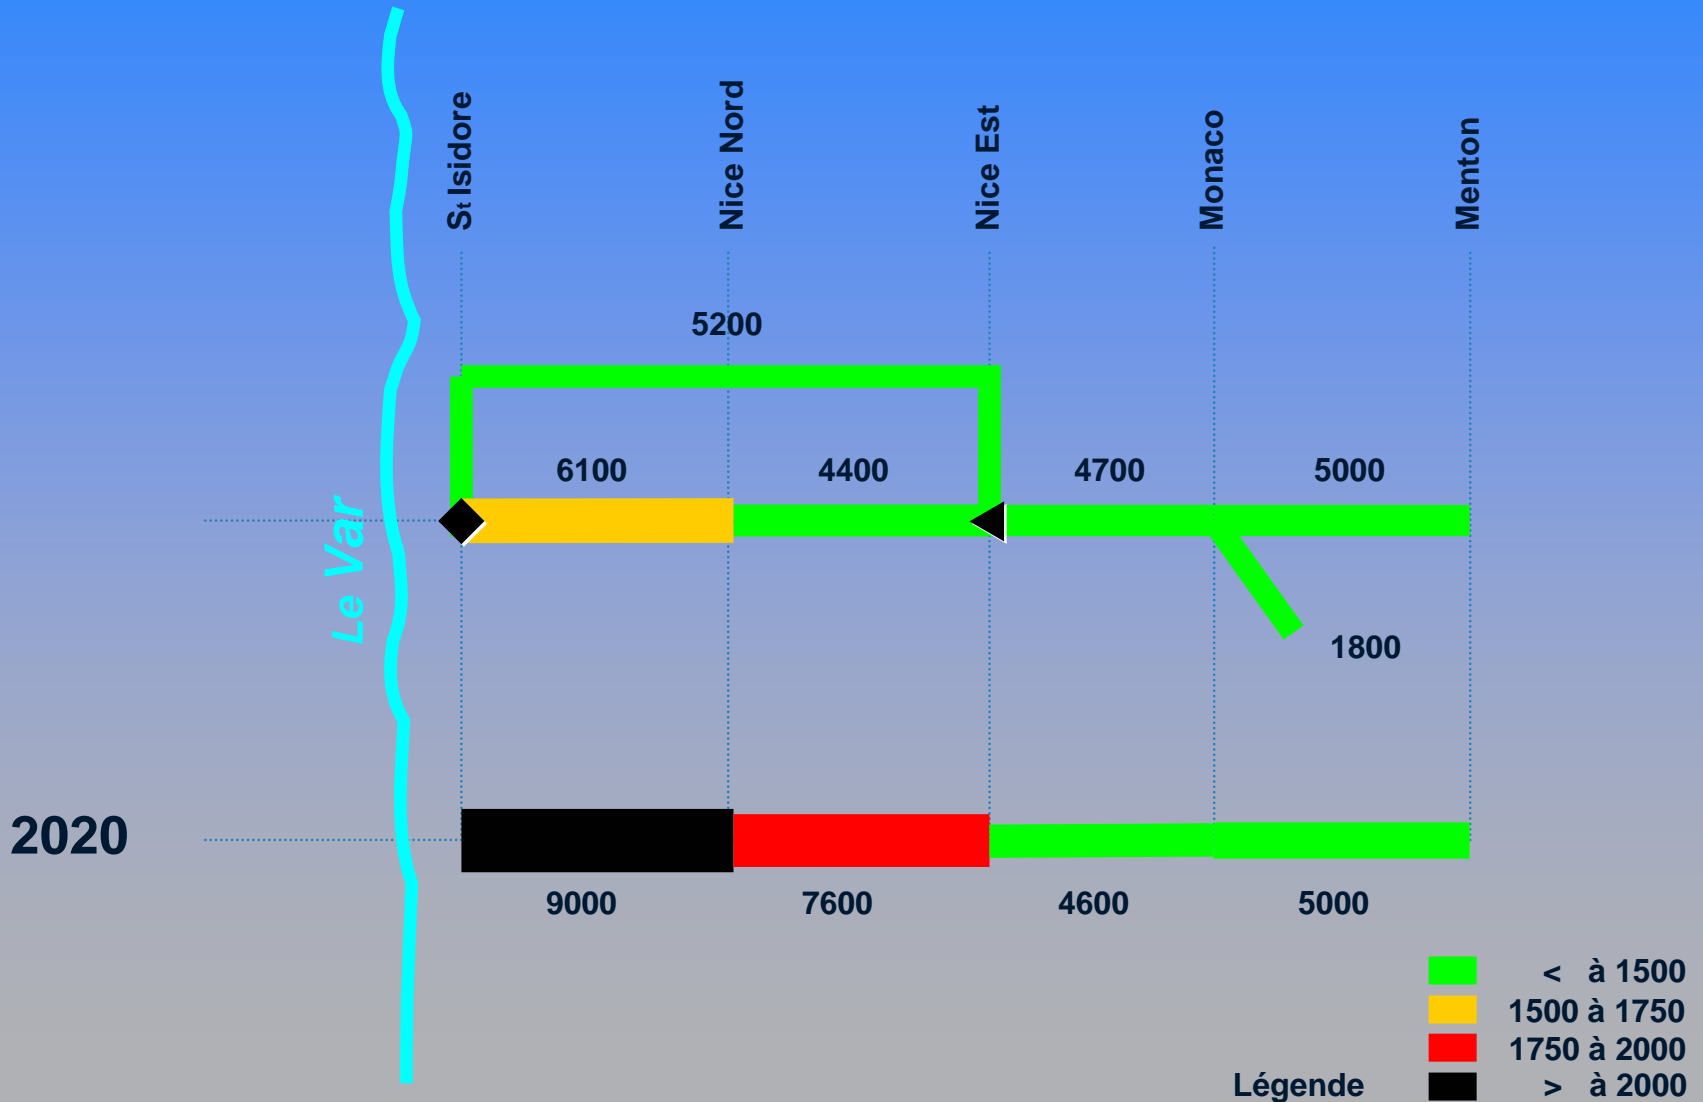 St Isidore
Nice Nord
Nice Est
Monaco
Menton
5200
6100
4400
4700
5000
Le Var
1800
2020
9000
7600
4600
5000
< à 1500
1500 à 1750
1750 à 2000
Légende > à 2000